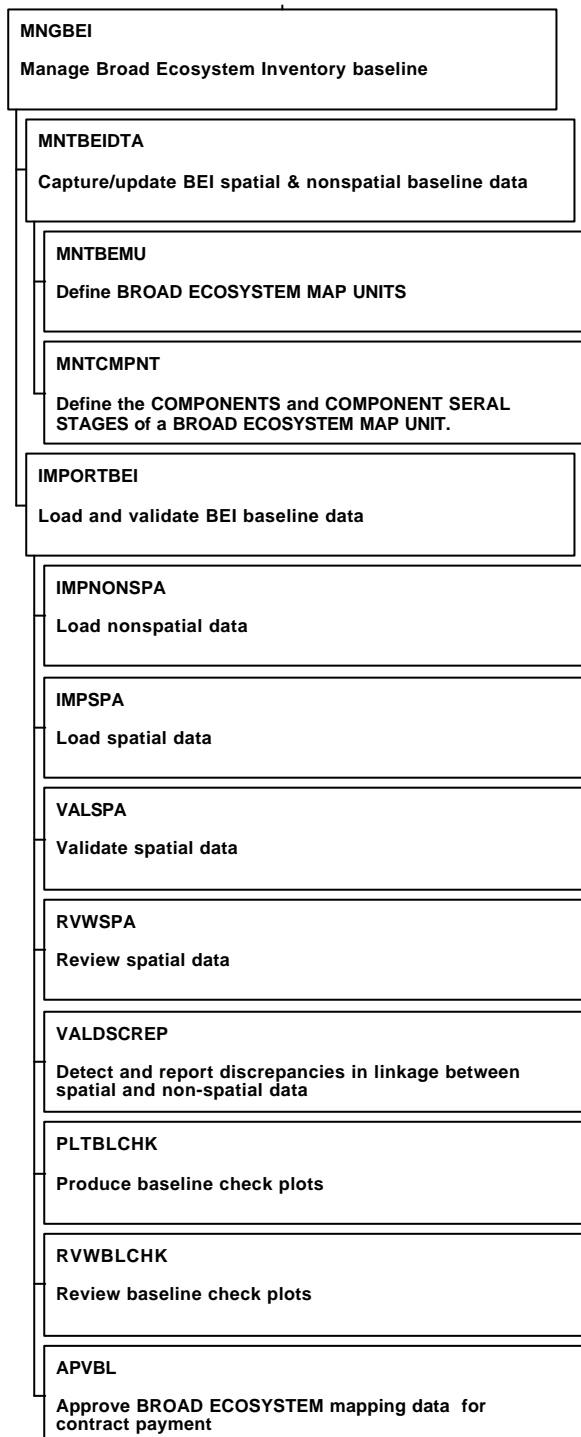 MNGBEI
Manage Broad Ecosystem Inventory baseline
MNTBEIDTA
Capture/update BEI spatial & nonspatial baseline data
MNTBEMU
Define BROAD ECOSYSTEM MAP UNITS
MNTCMPNT
Define the COMPONENTS and COMPONENT SERAL
STAGES of a BROAD ECOSYSTEM MAP UNIT.
IMPORTBEI
Load and validate BEI baseline data
IMPNONSPA
Load nonspatial data
IMPSPA
Load spatial data
VALSPA
Validate spatial data
RVWSPA
Review spatial data
VALDSCREP
Detect and report discrepancies in linkage between
spatial and non-spatial data
PLTBLCHK
Produce baseline check plots
RVWBLCHK
Review baseline check plots
APVBL
Approve BROAD ECOSYSTEM mapping data for
contract payment